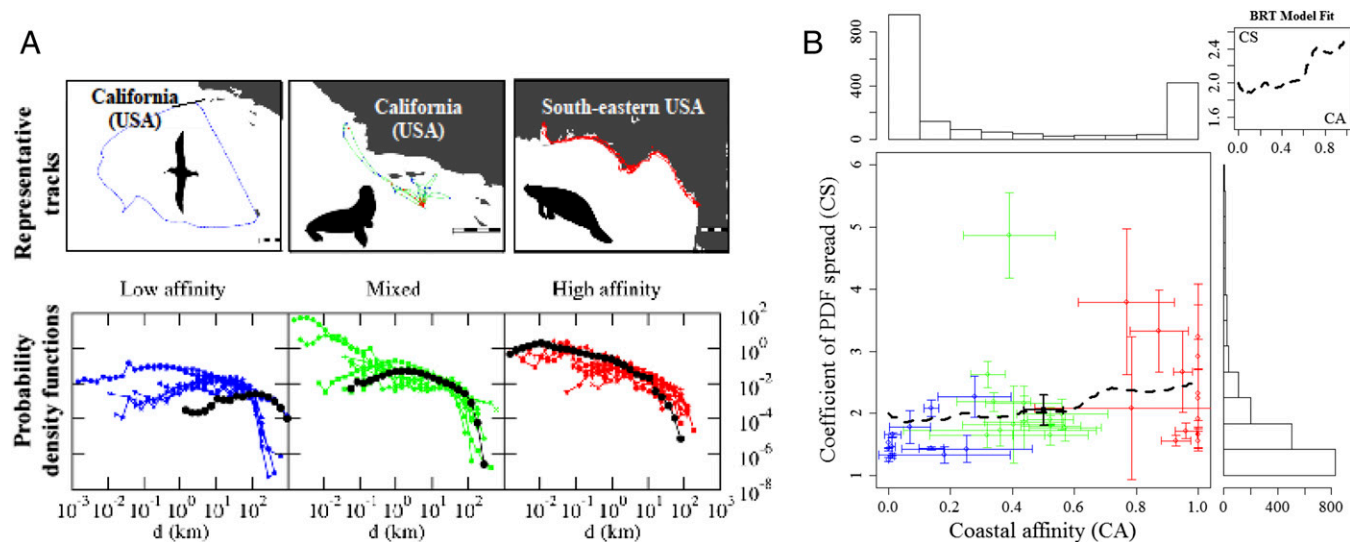 A
Representative
tracks
California
(USA)
California
(USA)
South-eastern USA
Low affinity
Mixed
High affinity
Probability
density functions
10^2
10^0
10^-2
10^-4
10^-6
10^-8
10^-3 10^-2 10^-1 10^0 10^1 10^2
10^-3 10^-2 10^-1 10^0 10^1 10^2
10^-3 10^-2 10^-1 10^0 10^1 10^2 10^3
d (km)
d (km)
d (km)
B
800
400
0
BRT Model Fit
CS
CA
2.4
2.0
1.6
0.0 0.4 0.8
Coefficient of PDF spread (CS)
6
5
4
3
2
1
0.0 0.2 0.4 0.6 0.8 1.0
Coastal affinity (CA)
0 400 800